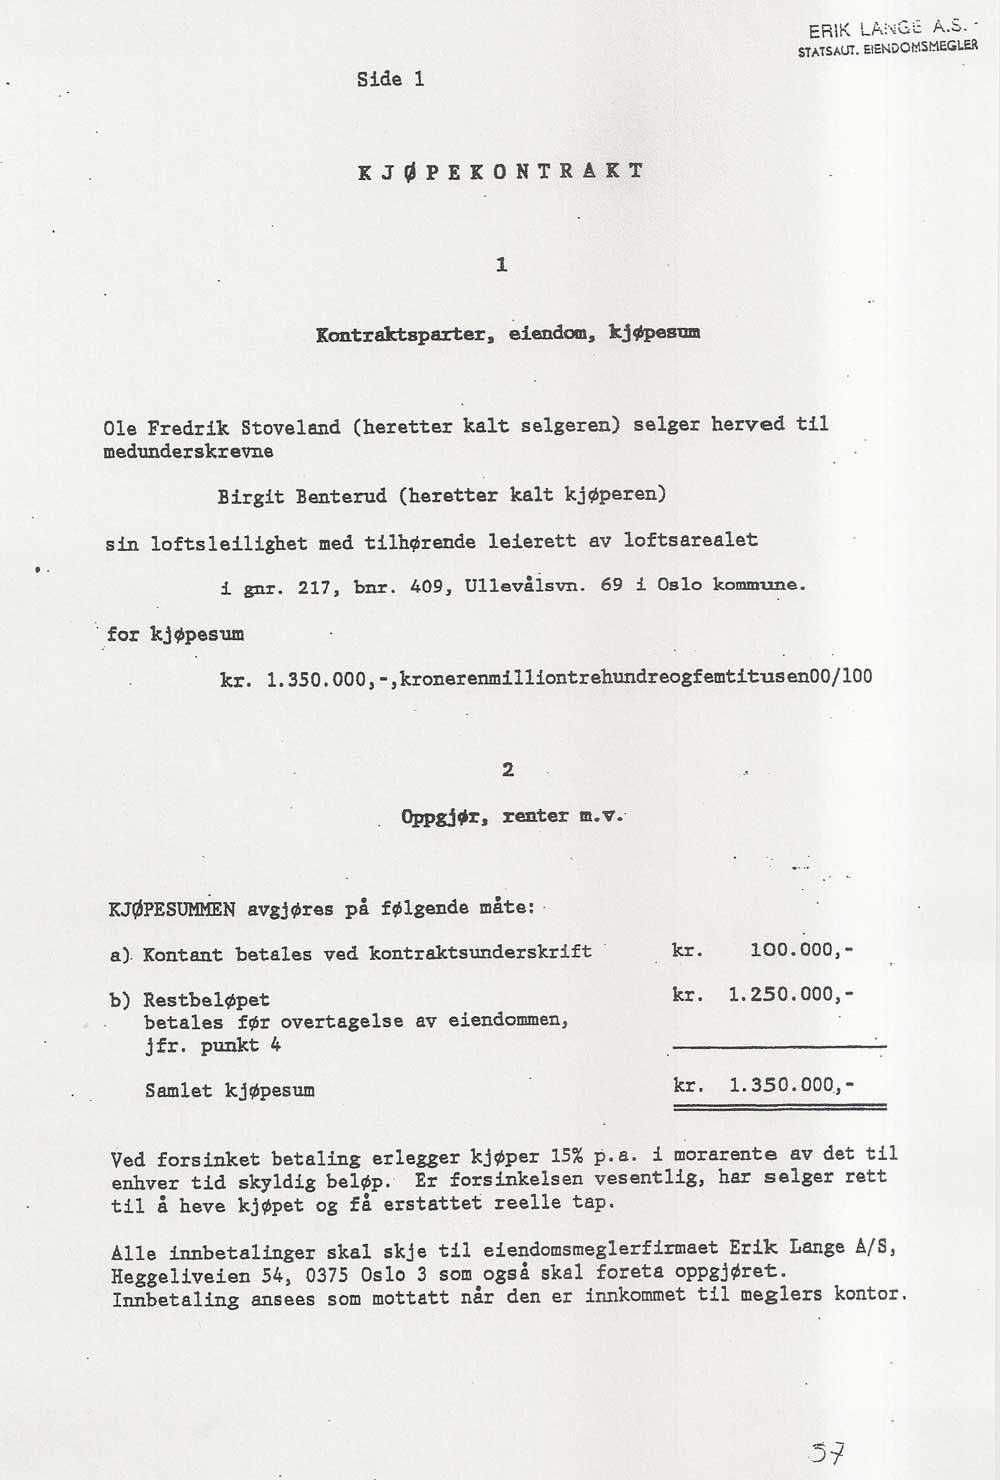 ERIK LANGE A.S.
STATSAUT. EIENDOMSMEGLER
Side 1
KJØPEKONTRAKT
1
Kontraktsparter, eiendom, kjøpesum
Ole Fredrik Stoveland (heretter kalt selgeren) selger herved til
medunderskrevne
Birgit Benterud (heretter kalt kjøperen)
sin loftsleilighet med tilhørende leierett av loftsarealet
i gnr. 217, bnr. 409, Ullevålsvn. 69 i Oslo kommune.
for kjøpesum
kr. 1.350.000,-,kronerenmilliontrehundreogfemtitusen00/100
2
Oppgjør, renter m.v.
KJØPESUMMEN avgjøres på følgende måte:
a) Kontant betales ved kontraktsunderskrift kr. 100.000,-
b) Restbeløpet kr. 1.250.000,-
betales før overtagelse av eiendommen,
jfr. punkt 4
Samlet kjøpesum kr. 1.350.000,-
Ved forsinket betaling erlegger kjøper 15% p.a. i morarente av det til
enhver tid skyldig beløp. Er forsinkelsen vesentlig, har selger rett
til å heve kjøpet og få erstattet reelle tap.
Alle innbetalinger skal skje til eiendomsmeglerfirmaet Erik Lange A/S,
Heggeliveien 54, 0375 Oslo 3 som også skal foreta oppgjøret.
Innbetaling ansees som mottatt når den er innkommet til meglers kontor.
37